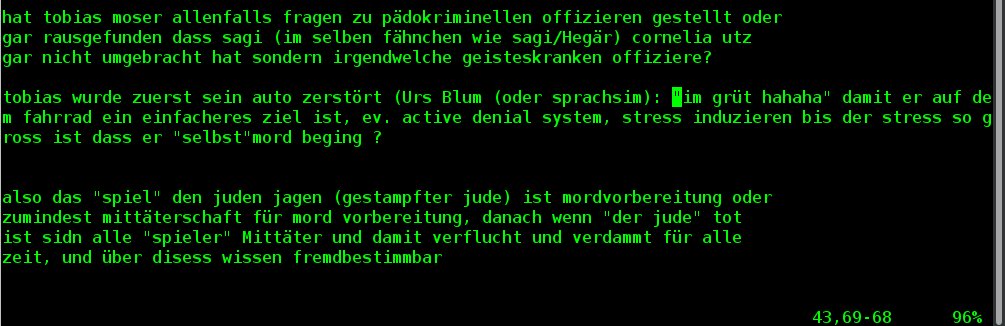 hat tobias moser allenfalls fragen zu pädokriminellen offizieren gestellt oder
gar rausgefunden dass sagi (im selben fähnchen wie sagi/Hegär) cornelia utz
gar nicht umgebracht hat sondern irgendwelche geisteskranken offiziere?
tobias wurde zuerst sein auto zerstört (Urs Blum (oder sprachsim): "im grüt hahaha" damit er auf de
m fahrrad ein einfacheres ziel ist, ev. active denial system, stress induzieren bis der stress so g
ross ist dass er "selbst"mord beging ?
also das "spiel" den juden jagen (gestampfter jude) ist mordvorbereitung oder
zumindest mittäterschaft für mord vorbereitung, danach wenn "der jude" tot
ist sidn alle "spieler" Mittäter und damit verflucht und verdammt für alle
zeit, und über disess wissen fremdbestimmbar
43,69-68 96%